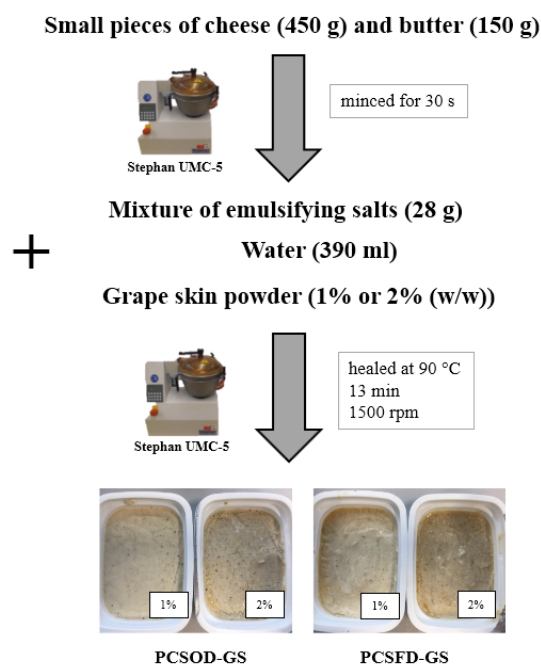 Small pieces of cheese (450 g) and butter (150 g)
minced for 30 s
Stephan UMC-5
Mixture of emulsifying salts (28 g)
+
Water (390 ml)
Grape skin powder (1% or 2% (w/w))
healed at 90 °C
13 min
1500 rpm
Stephan UMC-5
1%
2%
1%
2%
PCSOD-GS
PCSFD-GS